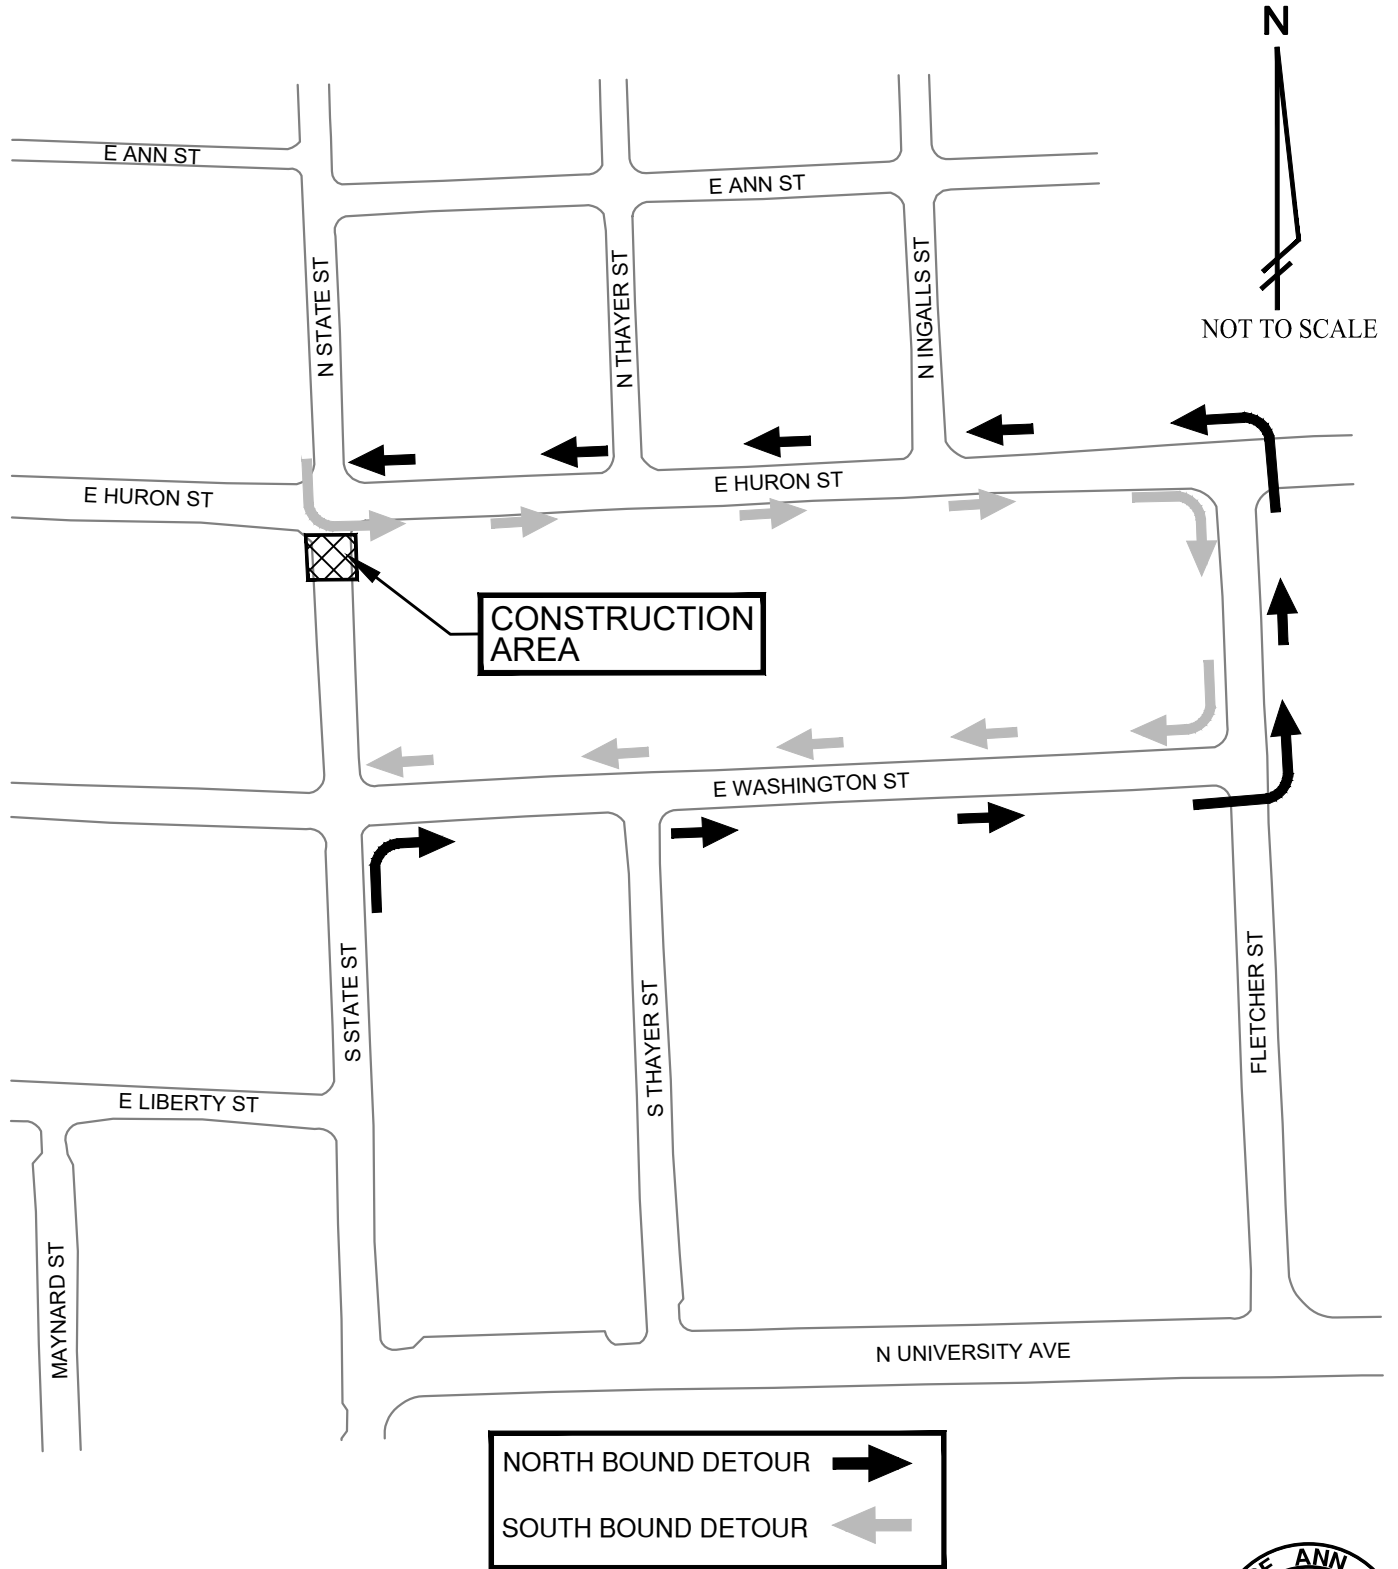 N
NOT TO SCALE
E ANN ST
E ANN ST
N STATE ST
N THAYER ST
N INGALLS ST
E HURON ST
E HURON ST
CONSTRUCTION
AREA
E WASHINGTON ST
S STATE ST
S THAYER ST
FLETCHER ST
E LIBERTY ST
MAYNARD ST
N UNIVERSITY AVE
NORTH BOUND DETOUR
SOUTH BOUND DETOUR
ANN